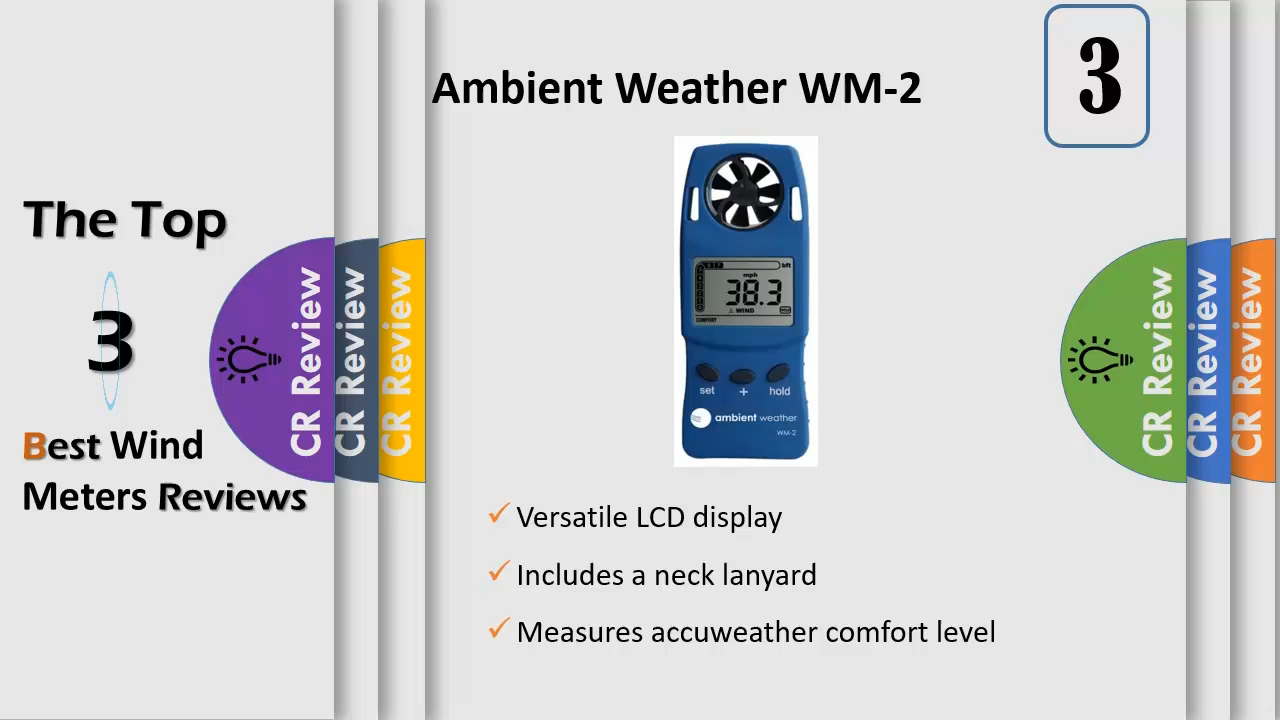 Ambient Weather WM-2
3
The Top
3
Best Wind
Meters Reviews
CR Review
CR Review
CR Review
mph
bft
38.3
WIND
COMFORT
set
+
hold
ambient weather
WM-2
Versatile LCD display
Includes a neck lanyard
Measures accuweather comfort level
CR Review
CR Review
CR Review